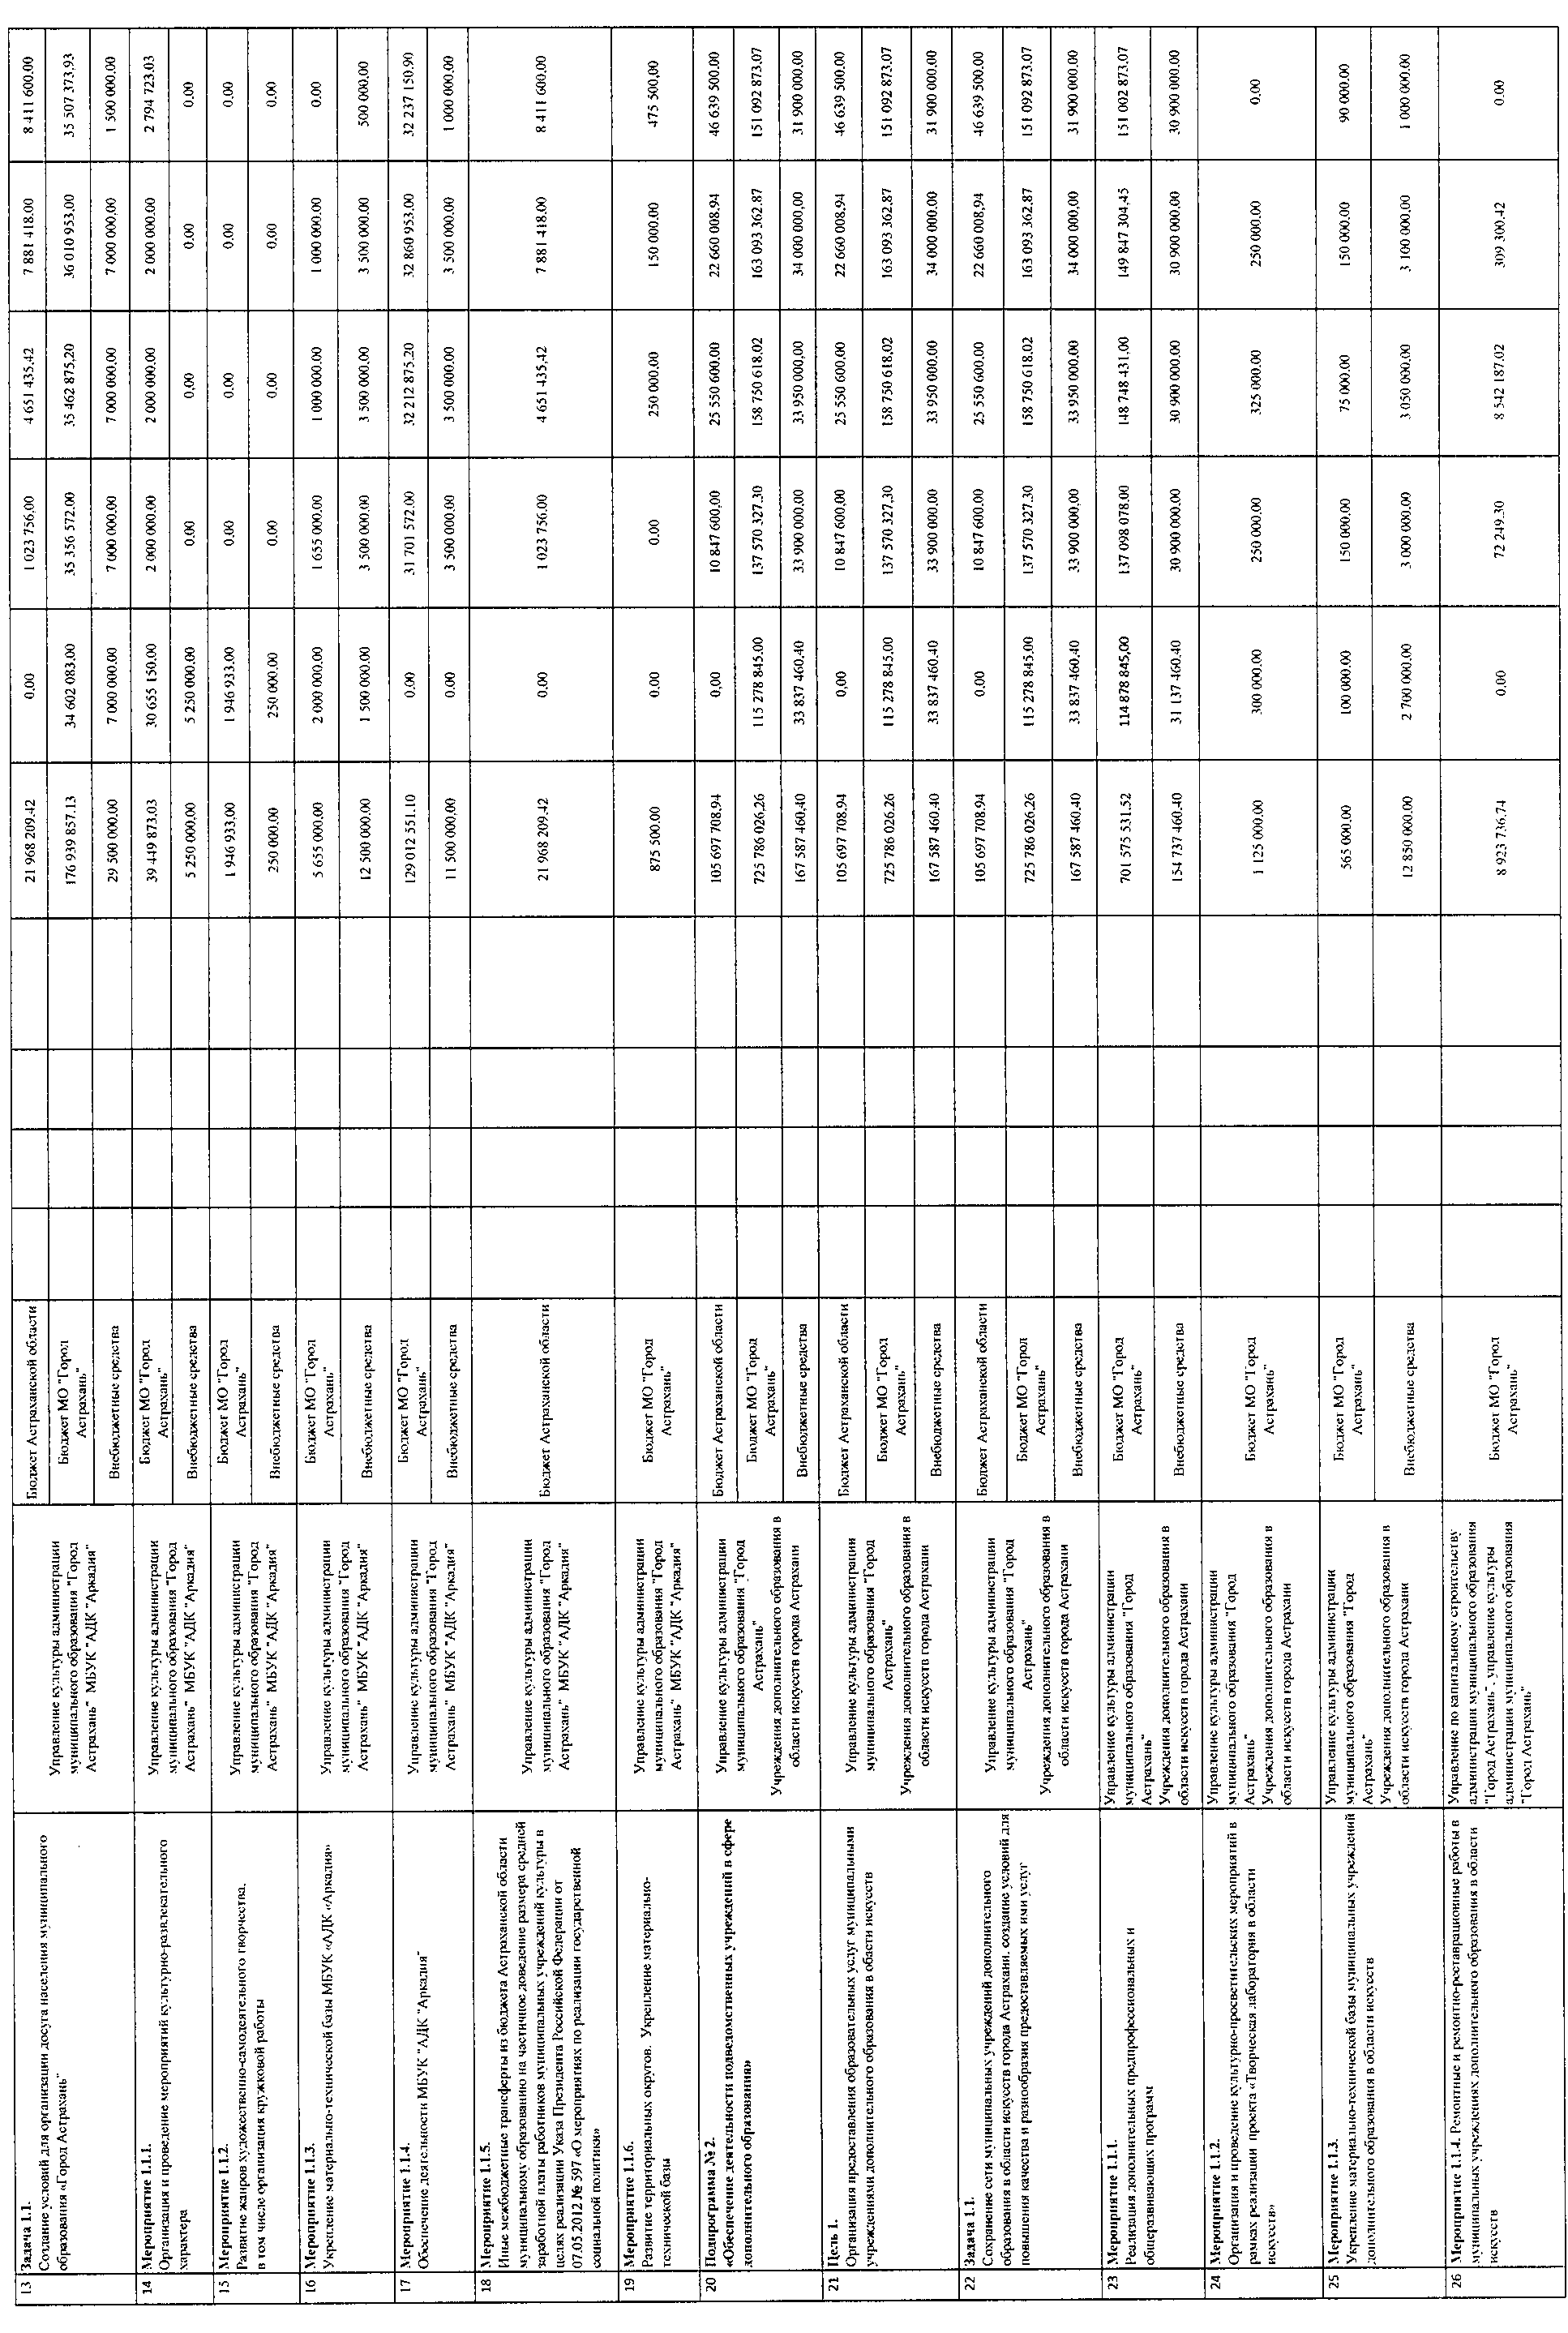 13 Задача 1.1.
Создание условий для организации досуга населения муниципального
образования «Город Астрахань"
Управление культуры администрации
муниципального образования "Город
Астрахань" МБУК "АДК "Аркадия"
Бюджет Астраханской области 21 968 209.42 0,00 1 023 756,00 4 651 435,42 7 881 418.00 8 411 600.00
Бюджет МО "Город
Астрахань" 176 939 857.13 34 602 083.00 35 356 572.00 35 462 875,20 36 010 953.00 35 507 373,93
Внебюджетные средства 29 500 000.00 7 000 000.00 7 000 000.00 7 000 000.00 7 000 000,00 1 500 000.00
14 Мероприятие 1.1.1.
Организация и проведение мероприятий культурно-развлекательного
характера
Управление культуры администрации
муниципального образования "Город
Астрахань" МБУК "АДК "Аркадия"
Бюджет МО "Город
Астрахань" 39 449 873.03 30 655 150.00 2 000 000.00 2 000 000.00 2 000 000.00 2 794 723.03
Внебюджетные средства 5 250 000,00 5 250 000.00 0,00 0,00 0.00 0.00
15 Мероприятие 1.1.2.
Развитие жанров художественно-самодеятельного творчества,
в том числе организация кружковой работы
Управление культуры администрации
муниципального образования "Город
Астрахань" МБУК "АДК "Аркадия"
Бюджет МО "Город
Астрахань" 1 946 933,00 1 946 933.00 0.00 0.00 0.00 0.00
Внебюджетные средства 250 000.00 250 000.00 0.00 0.00 0.00 0.00
16 Мероприятие 1.1.3.
Укрепление материально-технической базы МБУК «АДК «Аркадия»
Управление культуры администрации
муниципального образования "Город
Астрахань" МБУК "АДК "Аркадия"
Бюджет МО "Город
Астрахань" 5 655 000.00 2 000 000.00 1 655 000.00 1 000 000.00 1 000 000.00 0.00
Внебюджетные средства 12 500 000.00 1 500 000.00 3 500 000.00 3 500 000.00 3 500 000.00 500 000.00
17 Мероприятие 1.1.4.
Обеспечение деятельности МБУК "АДК "Аркадия"
Управление культуры администрации
муниципального образования "Город
Астрахань" МБУК "АДК "Аркадия"
Бюджет МО "Город
Астрахань" 129 012 551.10 0.00 31 701 572.00 32 212 875.20 32 860 953.00 32 237 150.90
Внебюджетные средства 11 500 000,00 0.00 3 500 000.00 3 500 000.00 3 500 000.00 1 000 000.00
18 Мероприятие 1.1.5.
Иные межбюджетные трансферты из бюджета Астраханской области
муниципальному образованию на частичное доведение размера средней
заработной платы работников муниципальных учреждений культуры в
целях реализации Указа Президента Российской Федерации от
07.05.2012 № 597 «О мероприятиях по реализации государственной
социальной политики»
Управление культуры администрации
муниципального образования "Город
Астрахань" МБУК "АДК "Аркадия"
Бюджет Астраханской области 21 968 209.42 0.00 1 023 756.00 4 651 435,42 7 881 418.00 8 411 600.00
19 Мероприятие 1.1.6.
Развитие территориальных округов. Укрепление материально-
технической базы
Управление культуры администрации
муниципального образования "Город
Астрахань" МБУК "АДК "Аркадия"
Бюджет МО "Город
Астрахань" 875 500.00 0.00 0.00 250 000.00 150 000.00 475 500,00
20 Подпрограмма № 2.
«Обеспечение деятельности подведомственных учреждений в сфере
дополнительного образования»
Управление культуры администрации
муниципального образования "Город
Астрахань"
Учреждения дополнительного образования в
области искусств города Астрахани
Бюджет Астраханской области 105 697 708.94 0,00 10 847 600,00 25 550 600.00 22 660 008.94 46 639 500.00
Бюджет МО "Город
Астрахань" 725 786 026,26 115 278 845.00 137 570 327.30 158 750 618.02 163 093 362,87 151 092 873,07
Внебюджетные средства 167 587 460.40 33 837 460,40 33 900 000.00 33 950 000,00 34 000 000,00 31 900 000.00
21 Цель 1.
Организация предоставления образовательных услуг муниципальными
учреждениями дополнительного образования в области искусств
Управление культуры администрации
муниципального образования "Город
Астрахань"
Учреждения дополнительного образования в
области искусств города Астрахани
Бюджет Астраханской области 105 697 708.94 0,00 10 847 600,00 25 550 600.00 22 660 008,94 46 639 500.00
Бюджет МО "Город
Астрахань" 725 786 026.26 115 278 845.00 137 570 327,30 158 750 618,02 163 093 362,87 151 092 873.07
Внебюджетные средства 167 587 460.40 33 837 460.40 33 900 000.00 33 950 000.00 34 000 000.00 31 900 000.00
22 Задача 1.1.
Сохранение сети муниципальных учреждений дополнительного
образования в области искусств города Астрахани, создание условий для
повышения качества и разнообразия предоставляемых ими услуг
Управление культуры администрации
муниципального образования "Город
Астрахань"
Учреждения дополнительного образования в
области искусств города Астрахани
Бюджет Астраханской области 105 697 708.94 0.00 10 847 600.00 25 550 600.00 22 660 008,94 46 639 500.00
Бюджет МО "Город
Астрахань" 725 786 026.26 115 278 845.00 137 570 327.30 158 750 618.02 163 093 362.87 151 092 873.07
Внебюджетные средства 167 587 460.40 33 837 460,40 33 900 000,00 33 950 000.00 34 000 000.00 31 900 000.00
23 Мероприятие 1.1.1.
Реализация дополнительных предпрофессиональных и
общеразвивающих программ
Управление культуры администрации
муниципального образования "Город
Астрахань"
Учреждения дополнительного образования в
области искусств города Астрахани
Бюджет МО "Город
Астрахань" 701 575 531.52 114 878 845,00 137 098 078.00 148 748 431.00 149 847 304,45 151 002 873.07
Внебюджетные средства 154 737 460.40 31 137 460.40 30 900 000.00 30 900 000.00 30 900 000.00 30 900 000.00
24 Мероприятие 1.1.2.
Организация и проведение культурно-просветительских мероприятий в
рамках реализации проекта «Творческая лаборатория в области
искусств»
Управление культуры администрации
муниципального образования "Город
Астрахань"
Учреждения дополнительного образования в
области искусств города Астрахани
Бюджет МО "Город
Астрахань" 1 125 000.00 300 000.00 250 000.00 325 000.00 250 000.00 0,00
25 Мероприятие 1.1.3.
Укрепление материально-технической базы муниципальных учреждений
дополнительного образования в области искусств
Управление культуры администрации
муниципального образования "Город
Астрахань"
Учреждения дополнительного образования в
области искусств города Астрахани
Бюджет МО "Город
Астрахань" 565 000.00 100 000.00 150 000.00 75 000.00 150 000.00 90 000.00
Внебюджетные средства 12 850 000.00 2 700 000.00 3 000 000.00 3 050 000.00 3 100 000.00 1 000 000.00
26 Мероприятие 1.1.4. Ремонтные и ремонтно-реставрационные работы в
муниципальных учреждениях дополнительного образования в области
искусств
Управление по капитальному строительству
администрации муниципального образования
"Город Астрахань", управление культуры
администрации муниципального образования
"Город Астрахань"
Бюджет МО "Город
Астрахань" 8 923 736.74 0.00 72 249.30 8 542 187.02 309 300,42 0.00